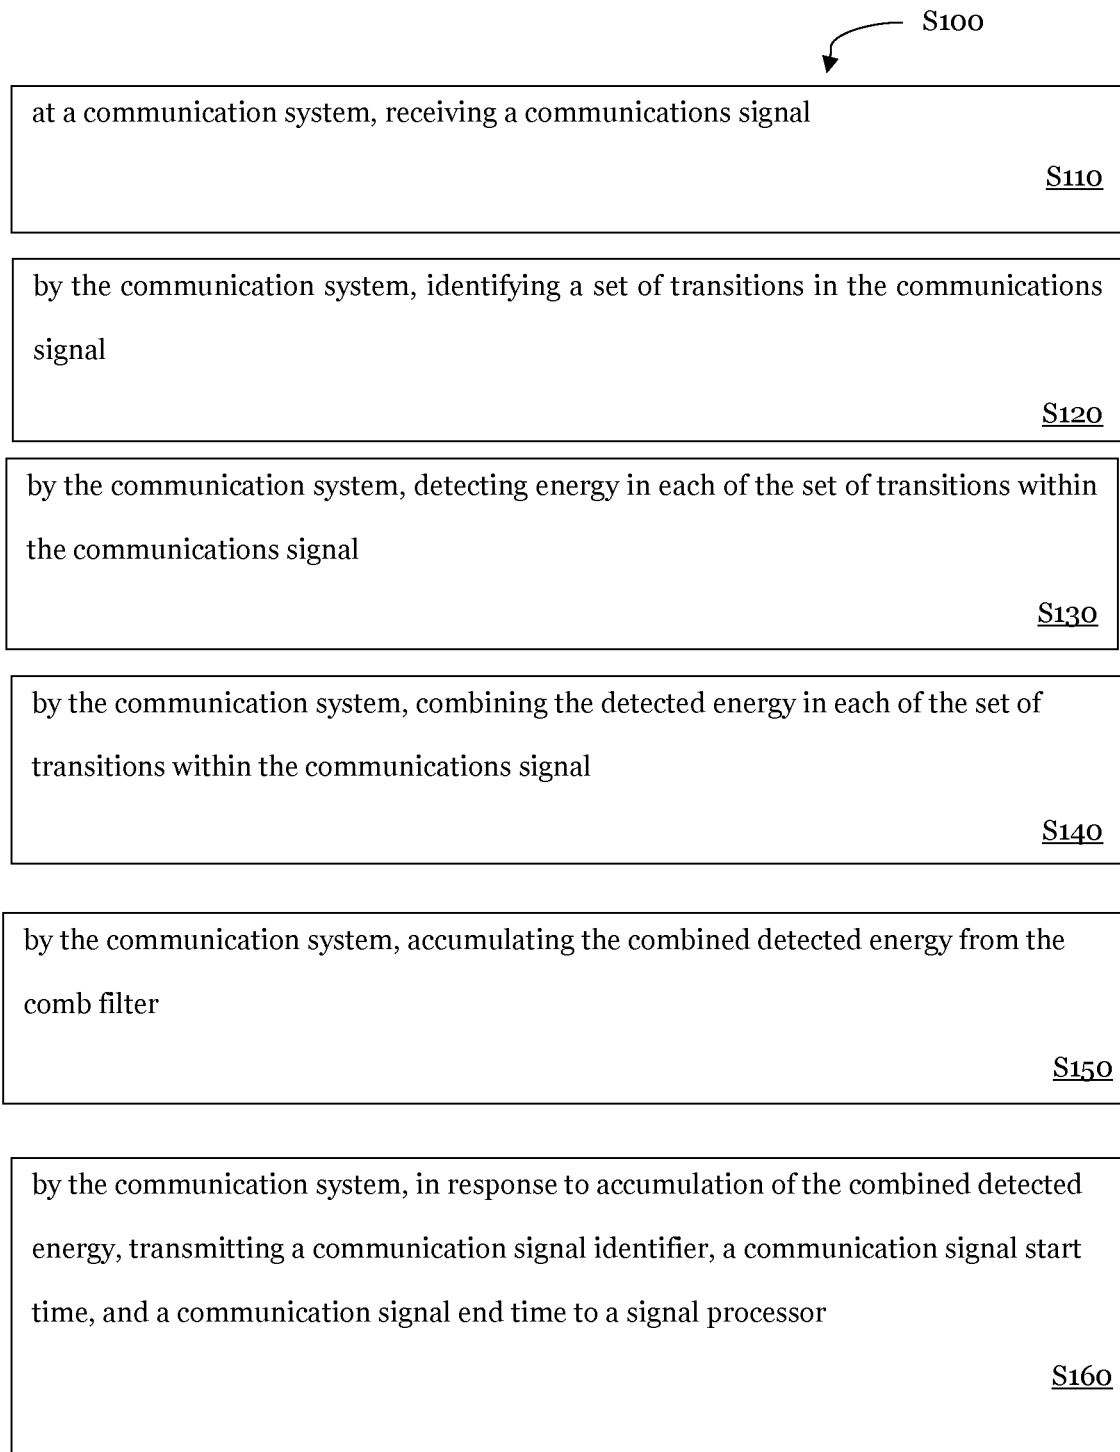 S100
at a communication system, receiving a communications signal
S110
by the communication system, identifying a set of transitions in the communications
signal
S120
by the communication system, detecting energy in each of the set of transitions within
the communications signal
S130
by the communication system, combining the detected energy in each of the set of
transitions within the communications signal
S140
by the communication system, accumulating the combined detected energy from the
comb filter
S150
by the communication system, in response to accumulation of the combined detected
energy, transmitting a communication signal identifier, a communication signal start
time, and a communication signal end time to a signal processor
S160